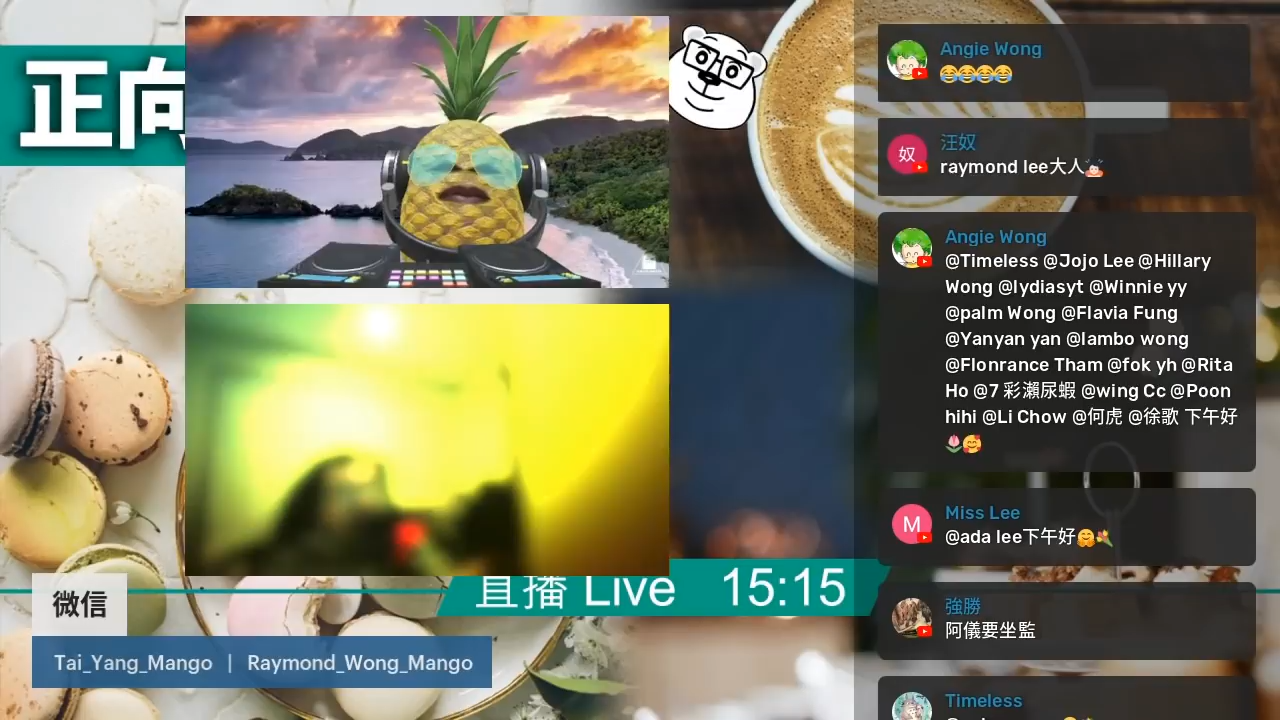 正向
直播 Live 15:15
微信
Tai_Yang_Mango | Raymond_Wong_Mango
Angie Wong
😂😂😂😂
奴
汪奴
raymond lee大人
Angie Wong
@Timeless @Jojo Lee @Hillary
Wong @lydiasyt @Winnie yy
@palm Wong @Flavia Fung
@Yanyan yan @lambo wong
@Flonrance Tham @fok yh @Rita
Ho @7 彩瀨尿蝦 @wing Cc @Poon
hihi @Li Chow @何虎 @徐歌 下午好
🌷🥰
M
Miss Lee
@ada lee下午好🤗💐
強勝
阿儀要坐監
Timeless